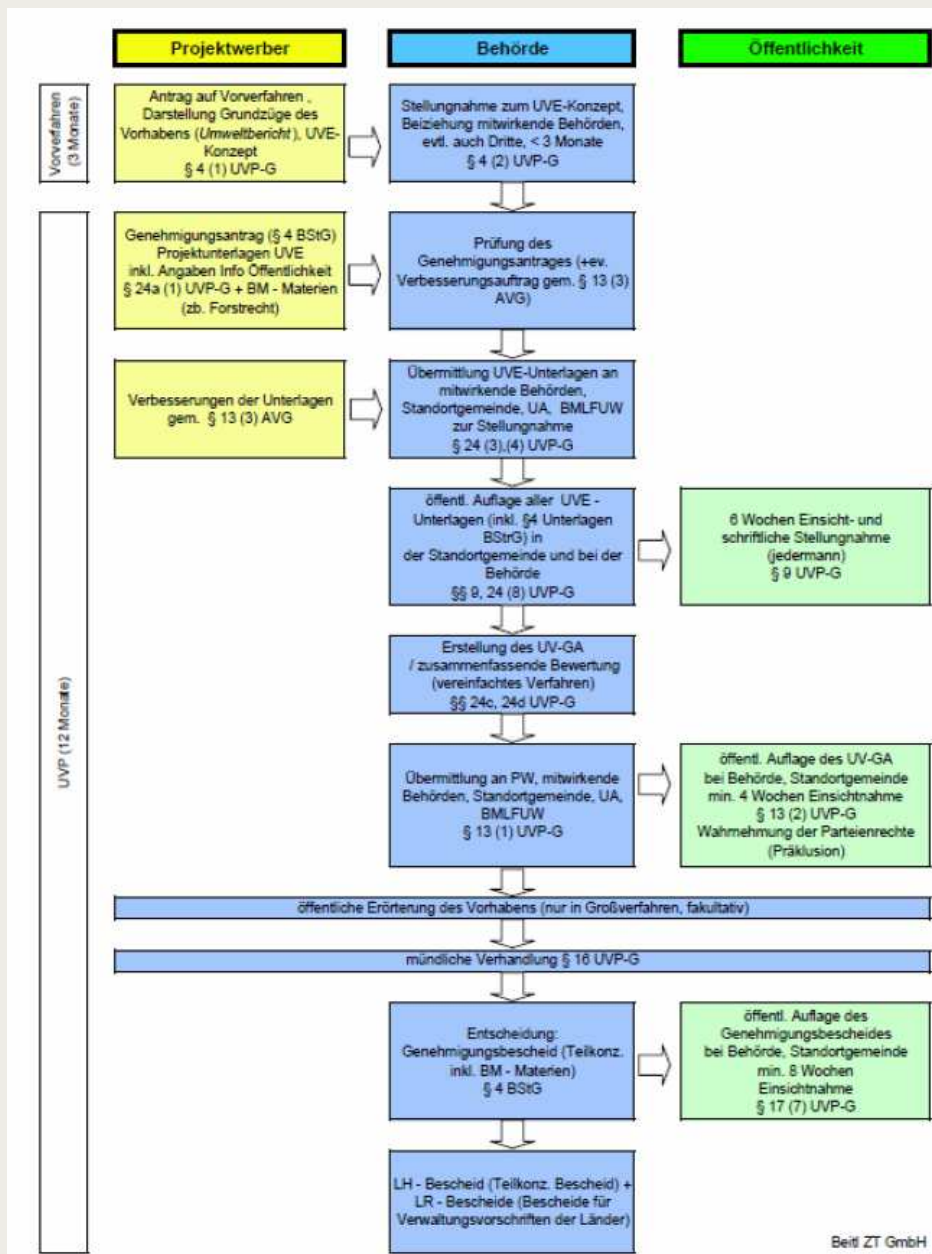 Projektwerber
Behörde
Öffentlichkeit
Vorverfahren
(3 Monate)
Antrag auf Vorverfahren ,
Darstellung Grundzüge des
Vorhabens (Umweltbericht), UVE-
Konzept
§ 4 (1) UVP-G
Stellungnahme zum UVE-Konzept,
Beiziehung mitwirkende Behörden,
evtl. auch Dritte, < 3 Monate
§ 4 (2) UVP-G
UVP (12 Monate)
Genehmigungsantrag (§ 4 BStG)
Projektunterlagen UVE
inkl. Angaben Info Öffentlichkeit
§ 24a (1) UVP-G + BM - Materien
(zb. Forstrecht)
Prüfung des
Genehmigungsantrages (+ev.
Verbesserungsauftrag gem. § 13 (3)
AVG)
Verbesserungen der Unterlagen
gem. § 13 (3) AVG
Übermittlung UVE-Unterlagen an
mitwirkende Behörden,
Standortgemeinde, UA, BMLFUW
zur Stellungnahme
§ 24 (3),(4) UVP-G
öffentl. Auflage aller UVE -
Unterlagen (inkl. §4 Unterlagen
BStrG) in
der Standortgemeinde und bei der
Behörde
§§ 9, 24 (8) UVP-G
6 Wochen Einsicht- und
schriftliche Stellungnahme
(jedermann)
§ 9 UVP-G
Erstellung des UV-GA
/ zusammenfassende Bewertung
(vereinfachtes Verfahren)
§§ 24c, 24d UVP-G
Übermittlung an PW, mitwirkende
Behörden, Standortgemeinde, UA,
BMLFUW
§ 13 (1) UVP-G
öffentl. Auflage des UV-GA
bei Behörde, Standortgemeinde
min. 4 Wochen Einsichtnahme
§ 13 (2) UVP-G
Wahrnehmung der Parteienrechte
(Präklusion)
öffentliche Erörterung des Vorhabens (nur in Großverfahren, fakultativ)
mündliche Verhandlung § 16 UVP-G
Entscheidung:
Genehmigungsbescheid (Teilkonz.
inkl. BM - Materien)
§ 4 BStG
öffentl. Auflage des
Genehmigungsbescheides
bei Behörde, Standortgemeinde
min. 8 Wochen
Einsichtnahme
§ 17 (7) UVP-G
LH - Bescheid (Teilkonz. Bescheid) +
LR - Bescheide (Bescheide für
Verwaltungsvorschriften der Länder)
Beitl ZT GmbH